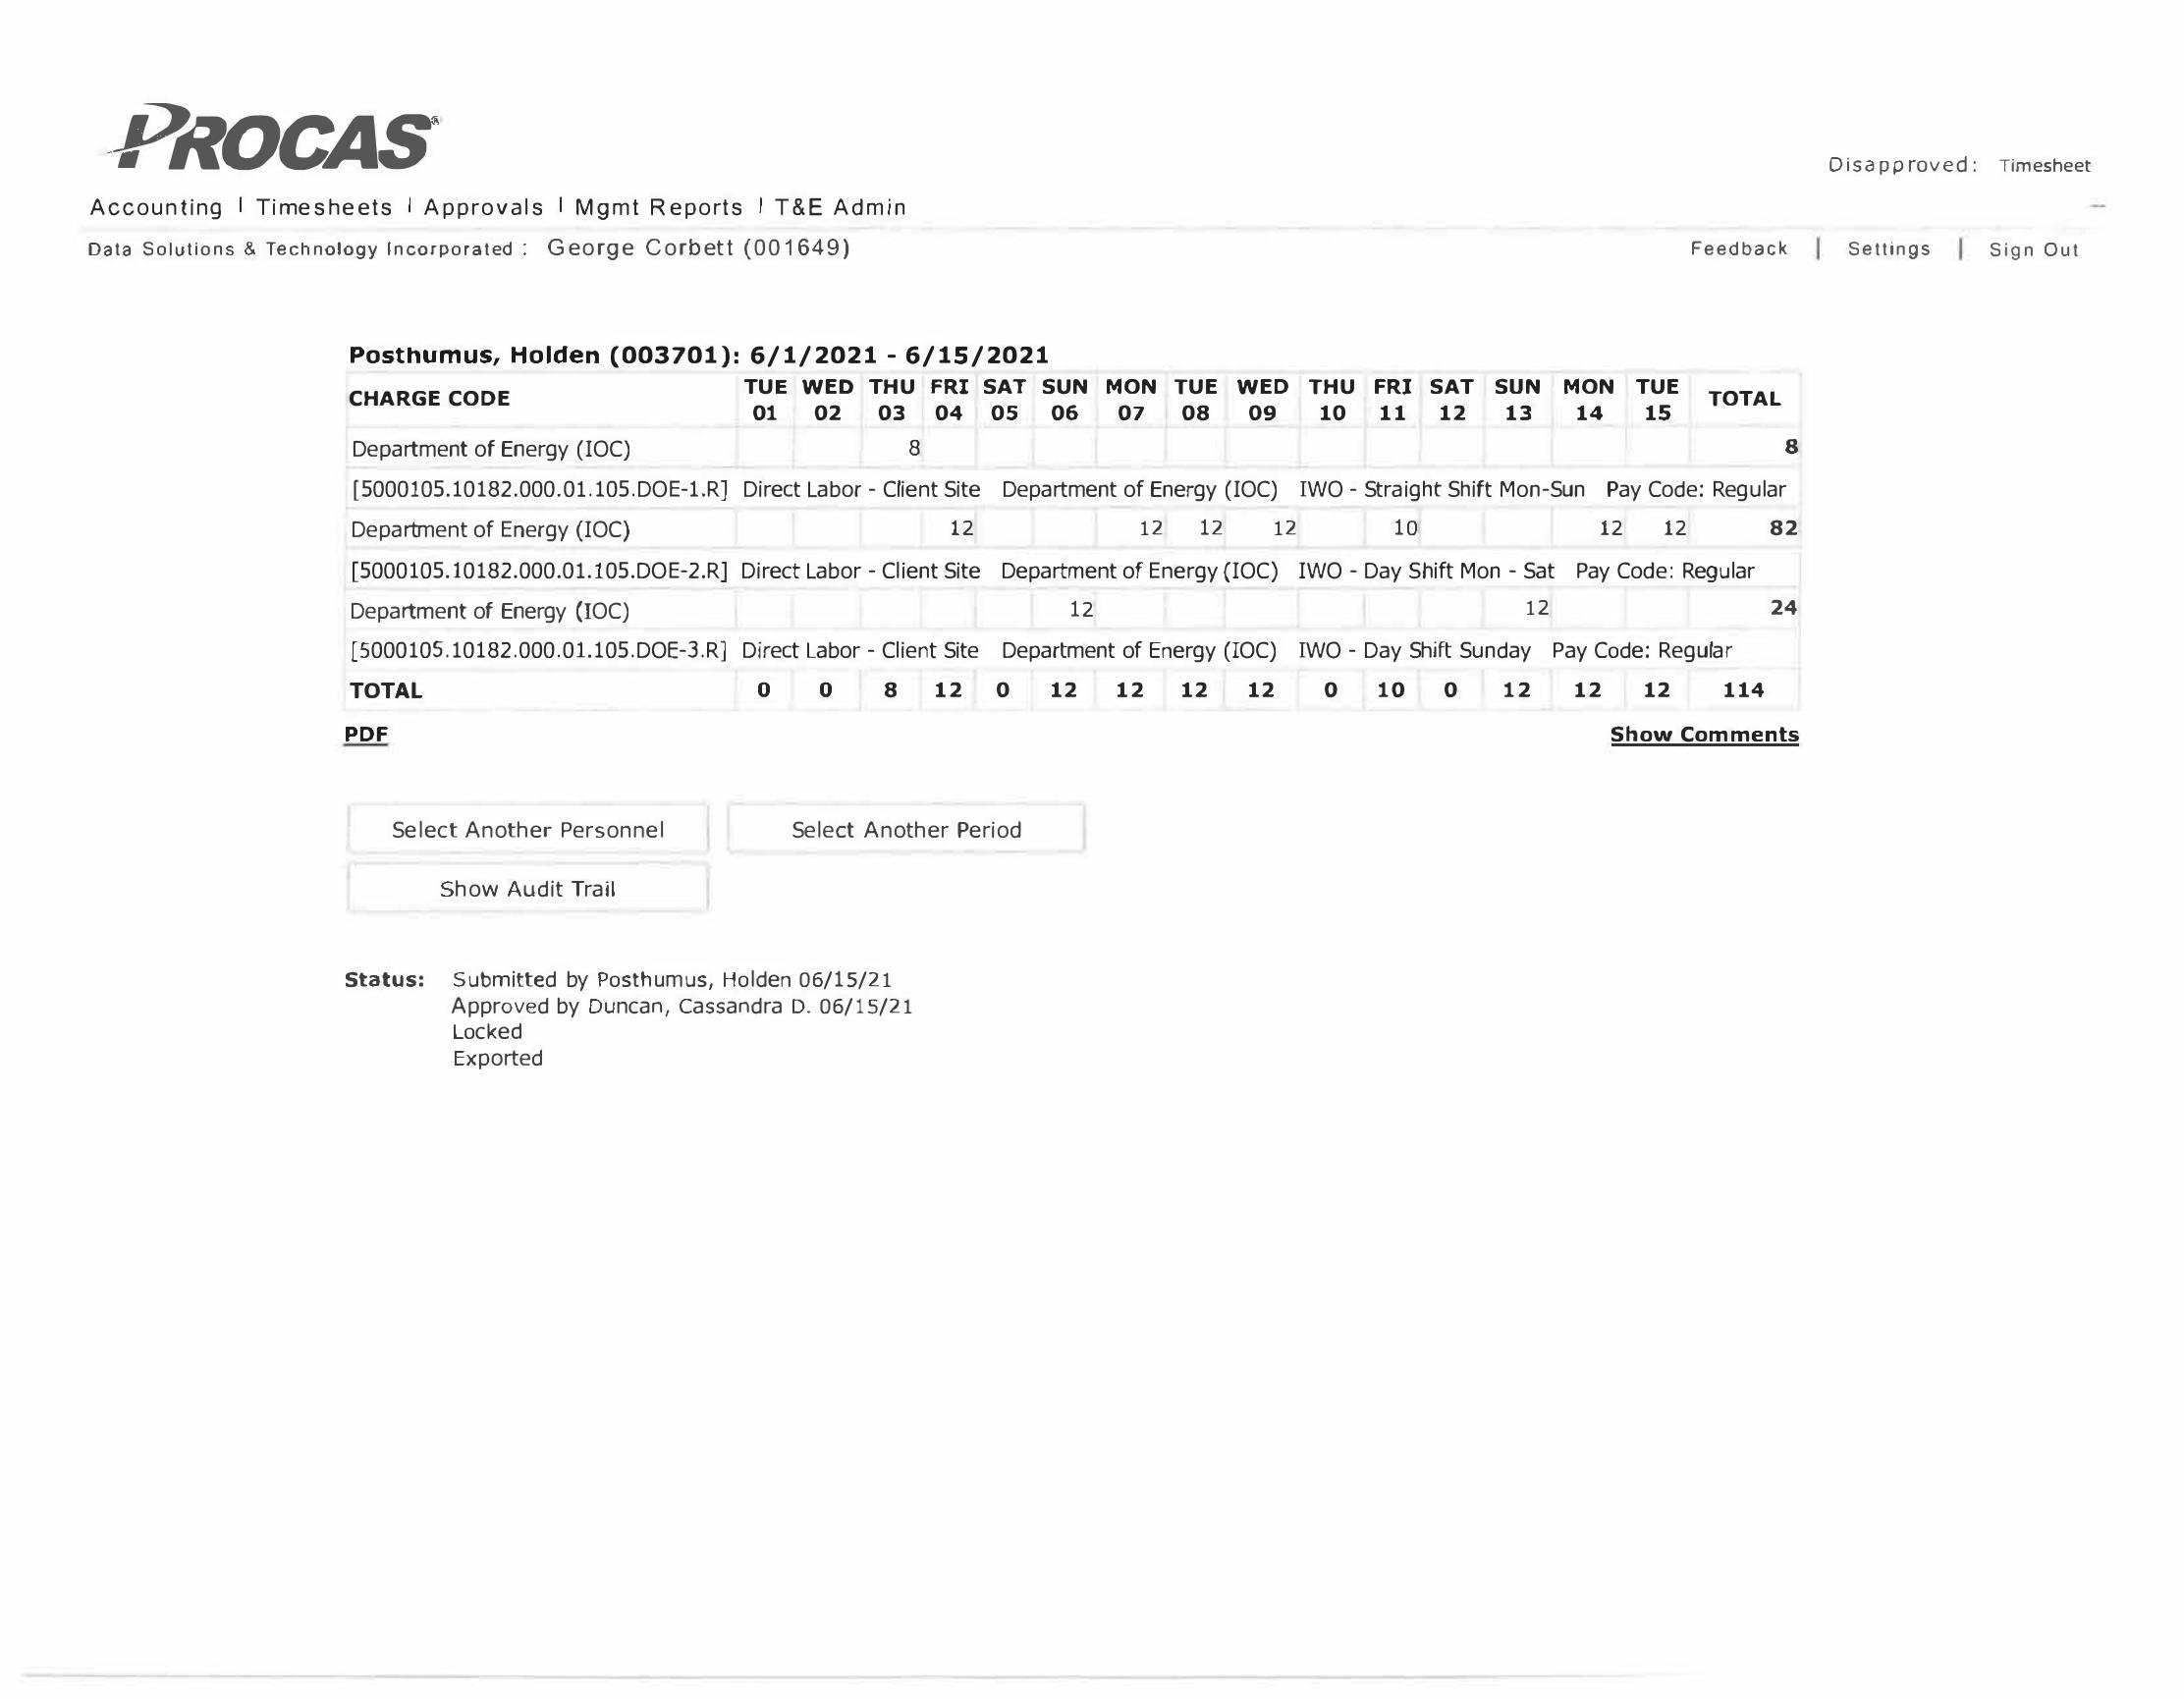 PROCAS®
Disapproved: Timesheet
Accounting | Timesheets | Approvals | Mgmt Reports | T&E Admin
Data Solutions & Technology Incorporated : George Corbett (001649)
Feedback | Settings | Sign Out
Posthumus, Holden (003701): 6/1/2021 - 6/15/2021
CHARGE CODE TUE 01 WED 02 THU 03 FRI 04 SAT 05 SUN 06 MON 07 TUE 08 WED 09 THU 10 FRI 11 SAT 12 SUN 13 MON 14 TUE 15 TOTAL
Department of Energy (IOC) 8 8
[5000105.10182.000.01.105.DOE-1.R] Direct Labor - Client Site Department of Energy (IOC) IWO - Straight Shift Mon-Sun Pay Code: Regular
Department of Energy (IOC) 12 12 12 12 10 12 12 82
[5000105.10182.000.01.105.DOE-2.R] Direct Labor - Client Site Department of Energy (IOC) IWO - Day Shift Mon - Sat Pay Code: Regular
Department of Energy (IOC) 12 12 24
[5000105.10182.000.01.105.DOE-3.R] Direct Labor - Client Site Department of Energy (IOC) IWO - Day Shift Sunday Pay Code: Regular
TOTAL 0 0 8 12 0 12 12 12 12 0 10 0 12 12 12 114
PDF
Show Comments
Select Another Personnel
Select Another Period
Show Audit Trail
Status: Submitted by Posthumus, Holden 06/15/21
Approved by Duncan, Cassandra D. 06/15/21
Locked
Exported